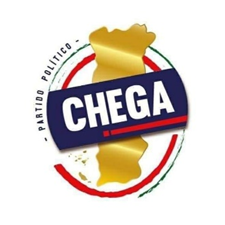 - PARTIDO POLÍTICO -
CHEGA